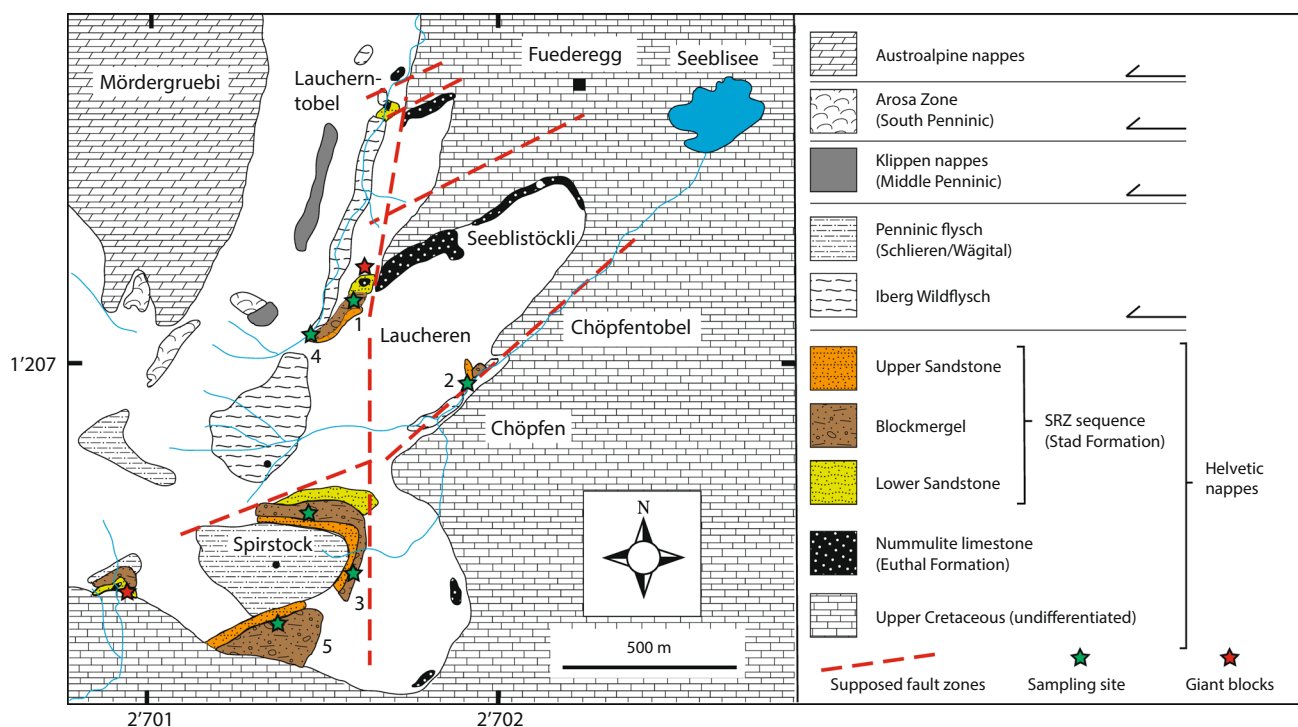 Mördergruebi
Lauchern-
tobel
Fuederegg
Seeblisee
Seeblistöckli
1
Laucheren
4
Chöpfentobel
1'207
2
Chöpfen
Spirstock
3
5
N
500 m
2'701
2'702
Austroalpine nappes
Arosa Zone
(South Penninic)
Klippen nappes
(Middle Penninic)
Penninic flysch
(Schlieren/Wägital)
Iberg Wildflysch
Upper Sandstone
Blockmergel
Lower Sandstone
SRZ sequence
(Stad Formation)
Helvetic
nappes
Nummulite limestone
(Euthal Formation)
Upper Cretaceous (undifferentiated)
Supposed fault zones
Sampling site
Giant blocks